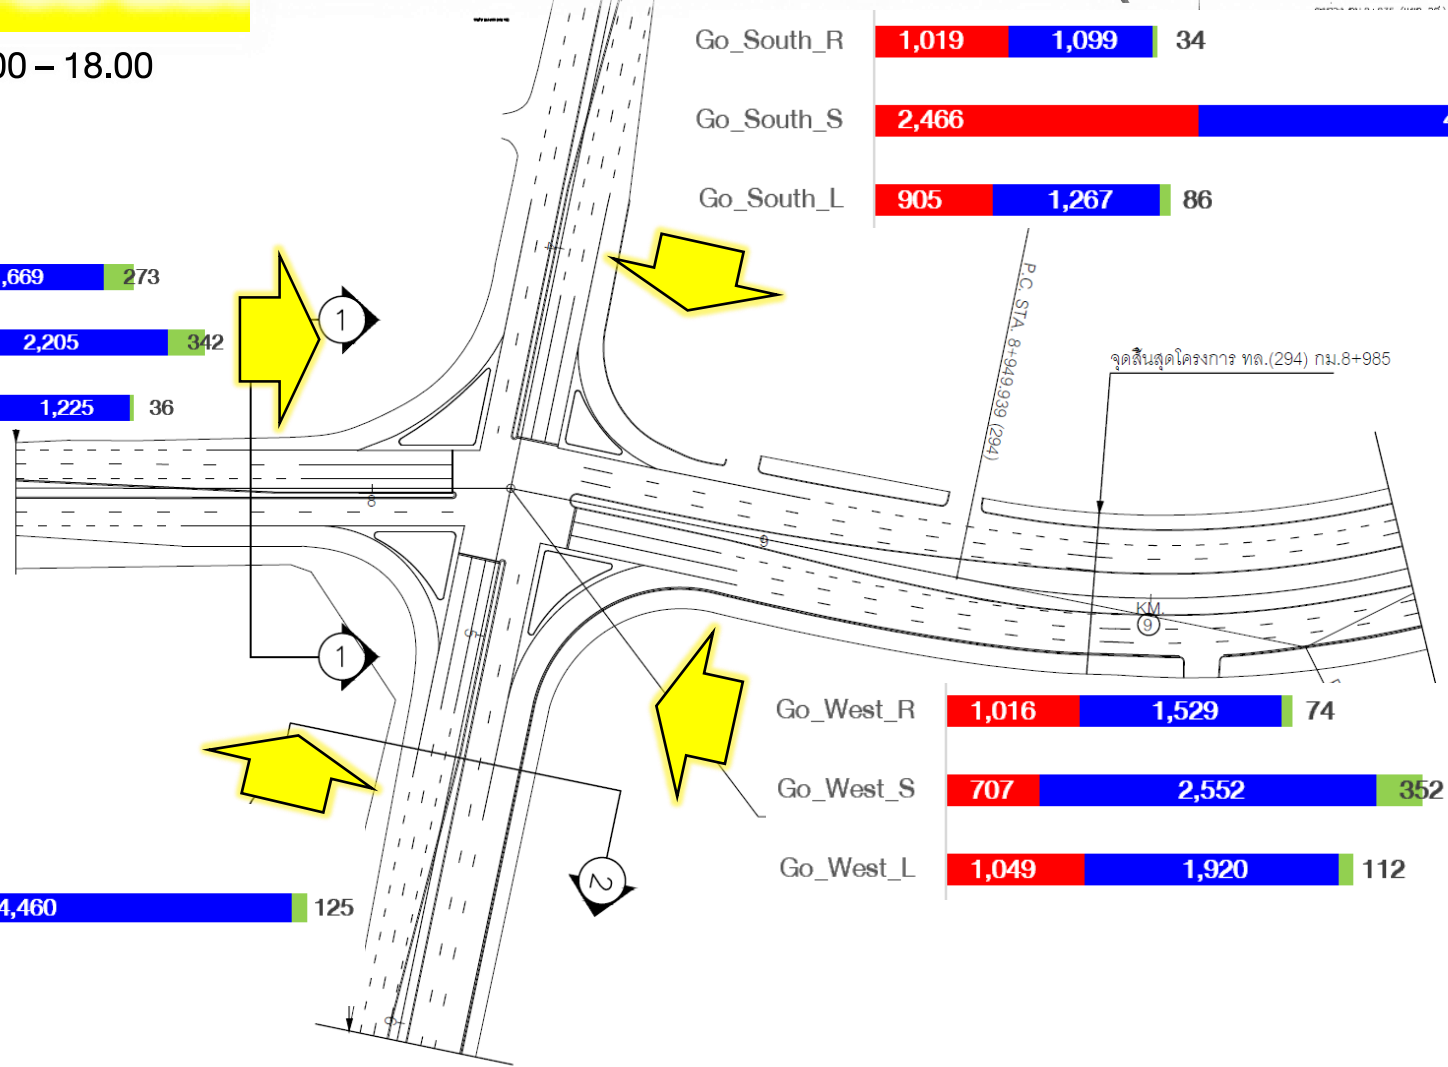 00 – 18.00
Go_South_R 1,019 1,099 34
Go_South_S 2,466
Go_South_L 905 1,267 86
,669 273
2,205 342
1,225 36
1
P.C. STA. 8+949.939 (294)
จุดสิ้นสุดโครงการ ทล.(294) กม.8+985
8
9
KM.
9
5
1
Go_West_R 1,016 1,529 74
Go_West_S 707 2,552 352
Go_West_L 1,049 1,920 112
2
4,460 125
6